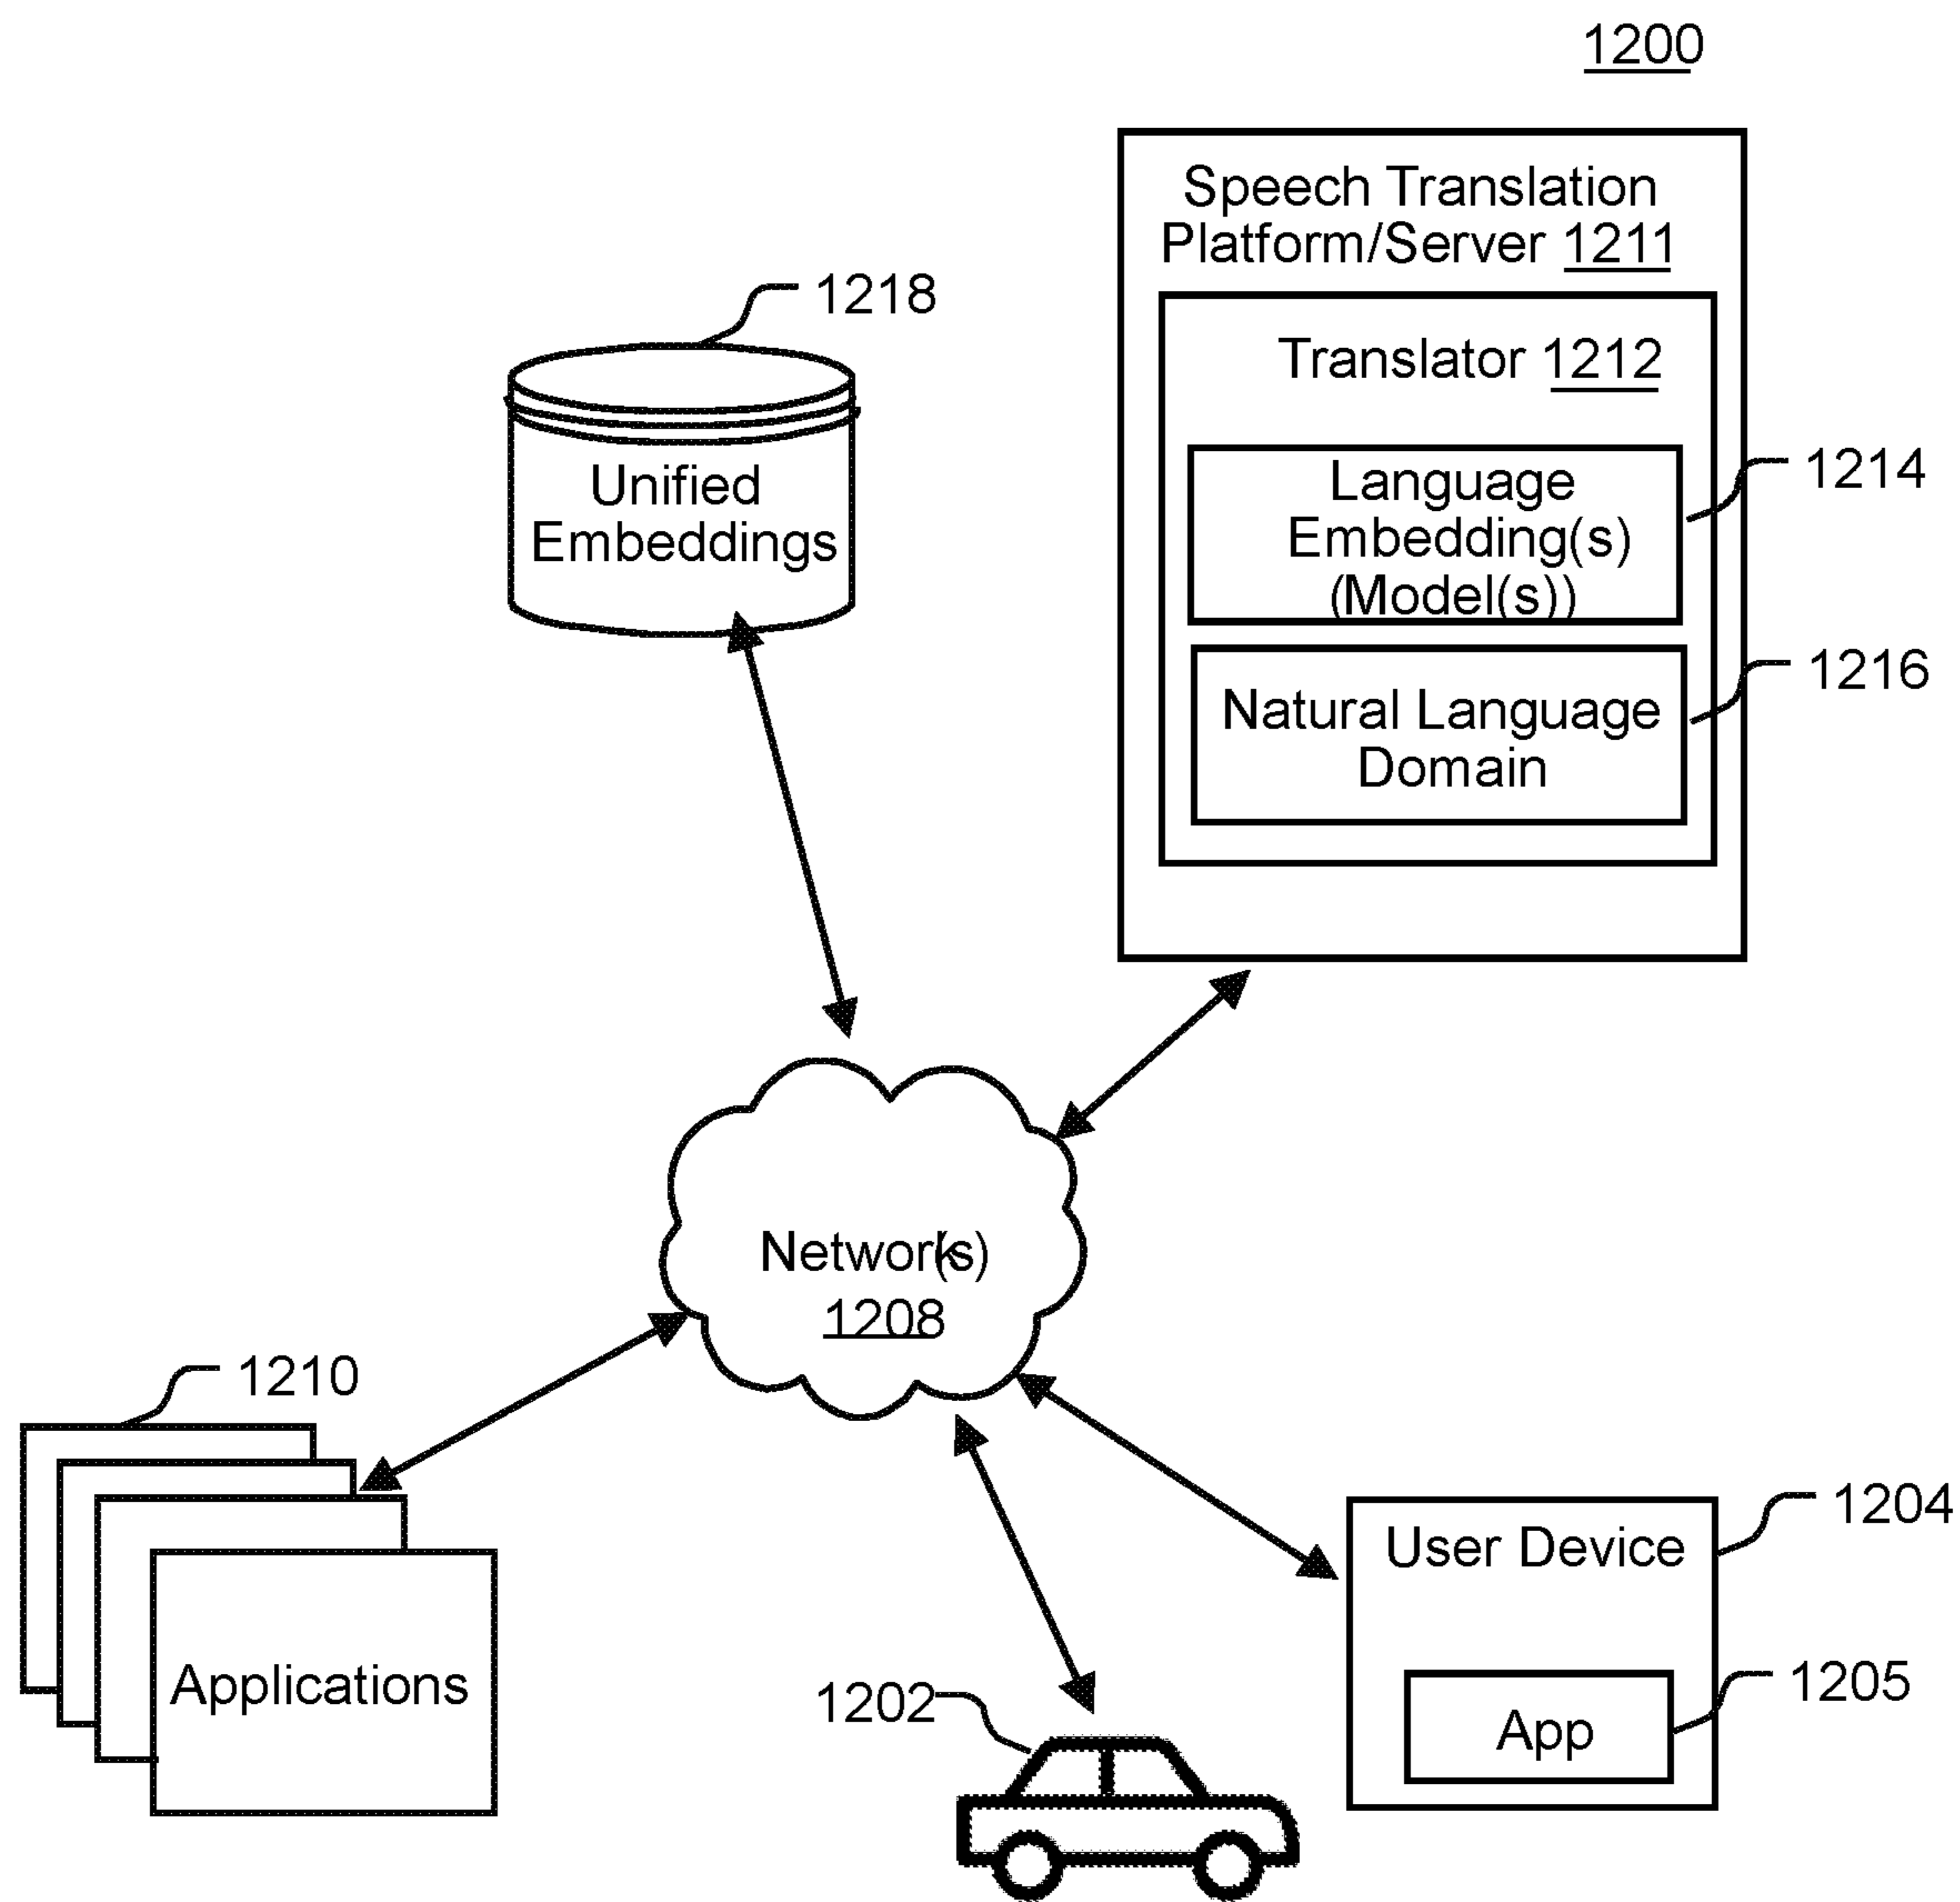 1200
Speech Translation
Platform/Server 1211
Translator 1212
Language
Embedding(s)
(Model(s))
1214
Natural Language
Domain
1216
1218
Unified
Embeddings
Network(s)
1208
1210
Applications
1202
User Device
1204
App
1205